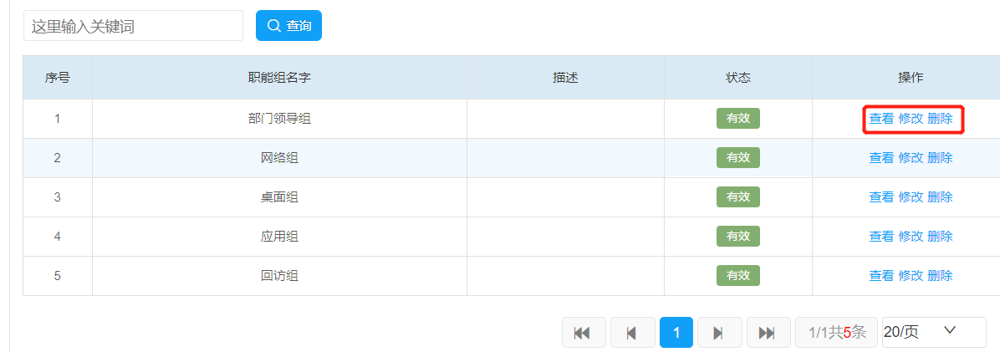 这里输入关键词 查询
序号 职能组名字 描述 状态 操作
1 部门领导组 有效 查看 修改 删除
2 网络组 有效 查看 修改 删除
3 桌面组 有效 查看 修改 删除
4 应用组 有效 查看 修改 删除
5 回访组 有效 查看 修改 删除
1 1/1共5条 20/页